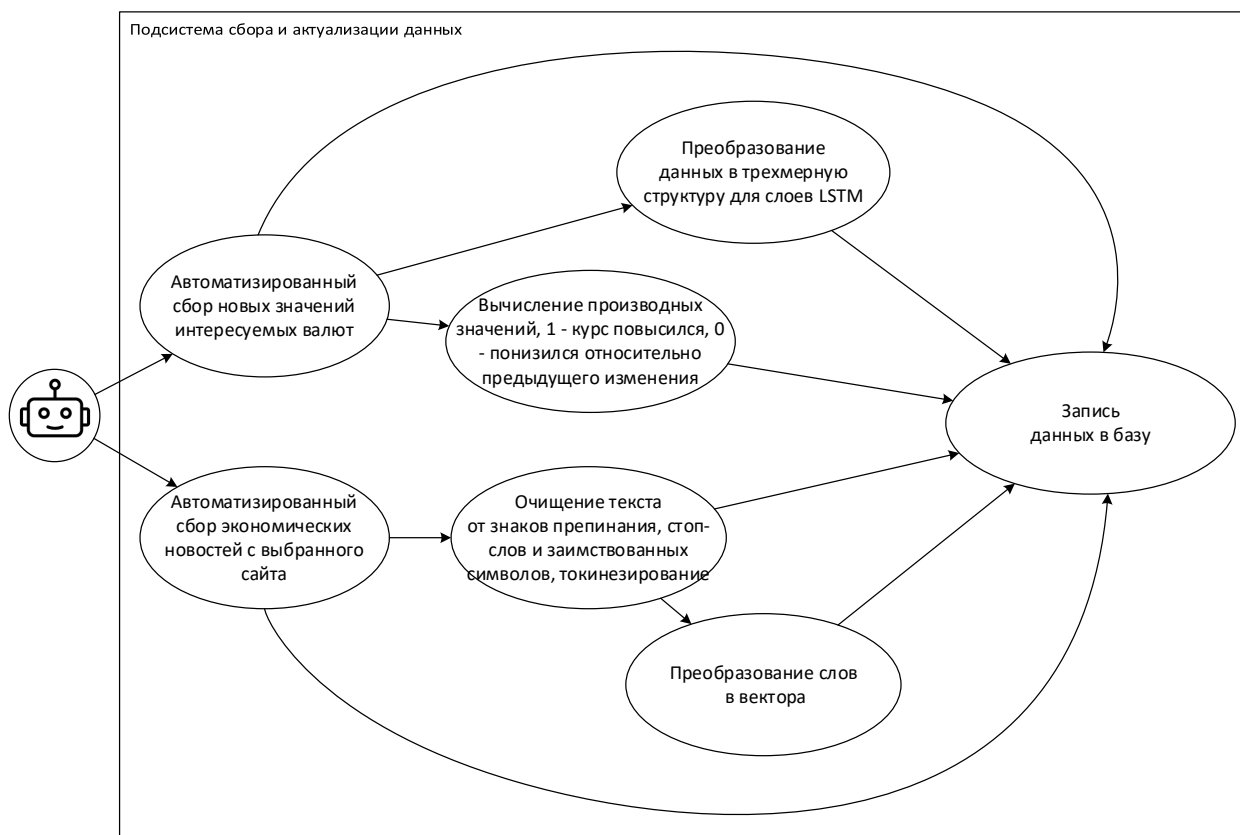 Подсистема сбора и актуализации данных
Преобразование
данных в трехмерную
структуру для слоев LSTM
Автоматизированный
сбор новых значений
интересуемых валют
Вычисление производных
значений, 1 - курс повысился, 0
- понизился относительно
предыдущего изменения
Запись
данных в базу
Автоматизированный
сбор экономических
новостей с выбранного
сайта
Очищение текста
от знаков препинания, стоп-
слов и заимствованных
символов, токинезирование
Преобразование слов
в вектора